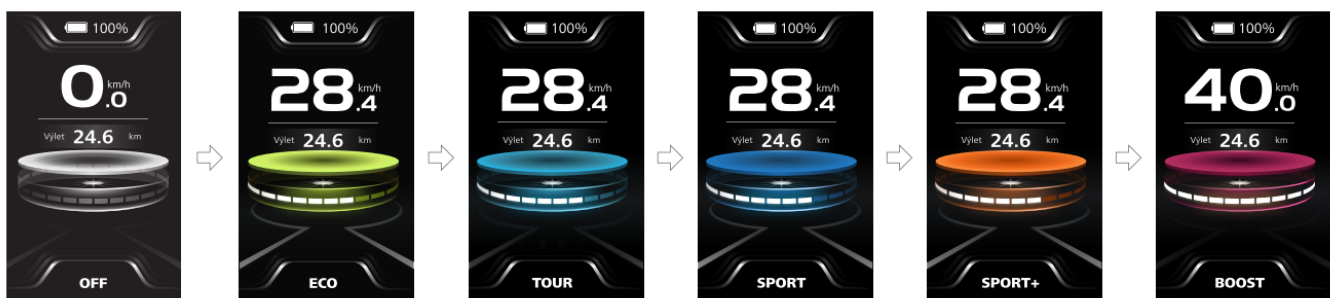 100%
0.0 km/h
Výlet 24.6 km
OFF
100%
28.4 km/h
Výlet 24.6 km
ECO
100%
28.4 km/h
Výlet 24.6 km
TOUR
100%
28.4 km/h
Výlet 24.6 km
SPORT
100%
28.4 km/h
Výlet 24.6 km
SPORT+
100%
40.0 km/h
Výlet 24.6 km
BOOST